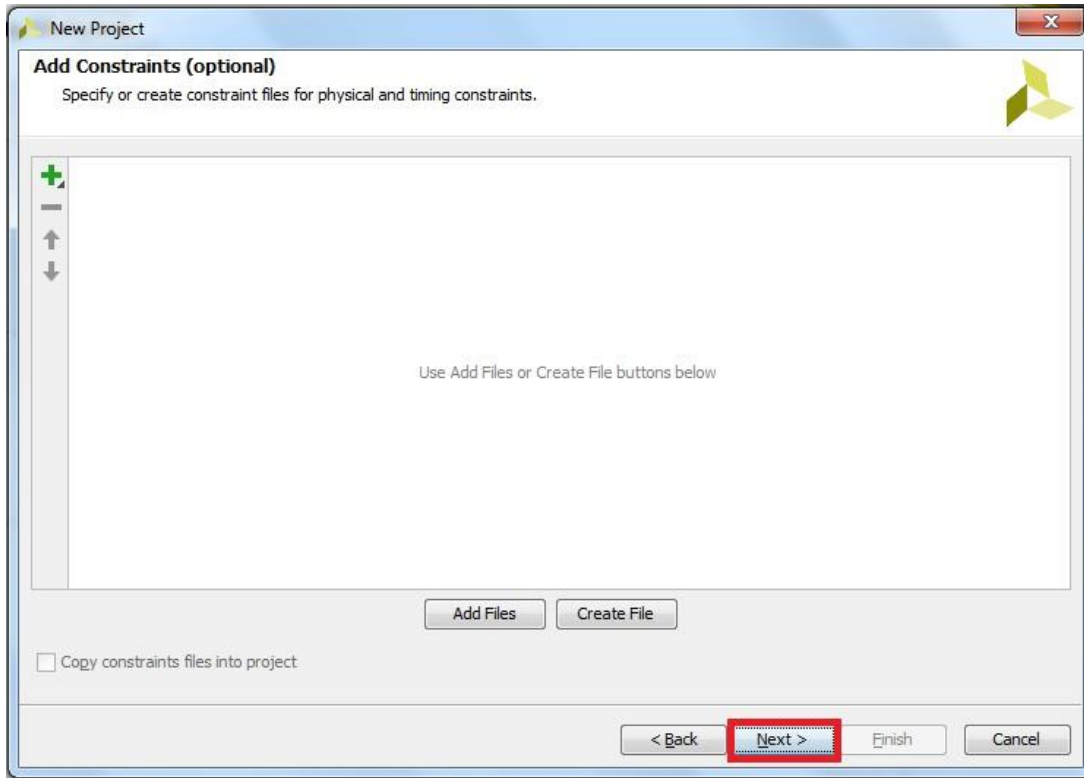 New Project
Add Constraints (optional)
Specify or create constraint files for physical and timing constraints.
Use Add Files or Create File buttons below
Add Files Create File
Copy constraints files into project
< Back Next > Finish Cancel